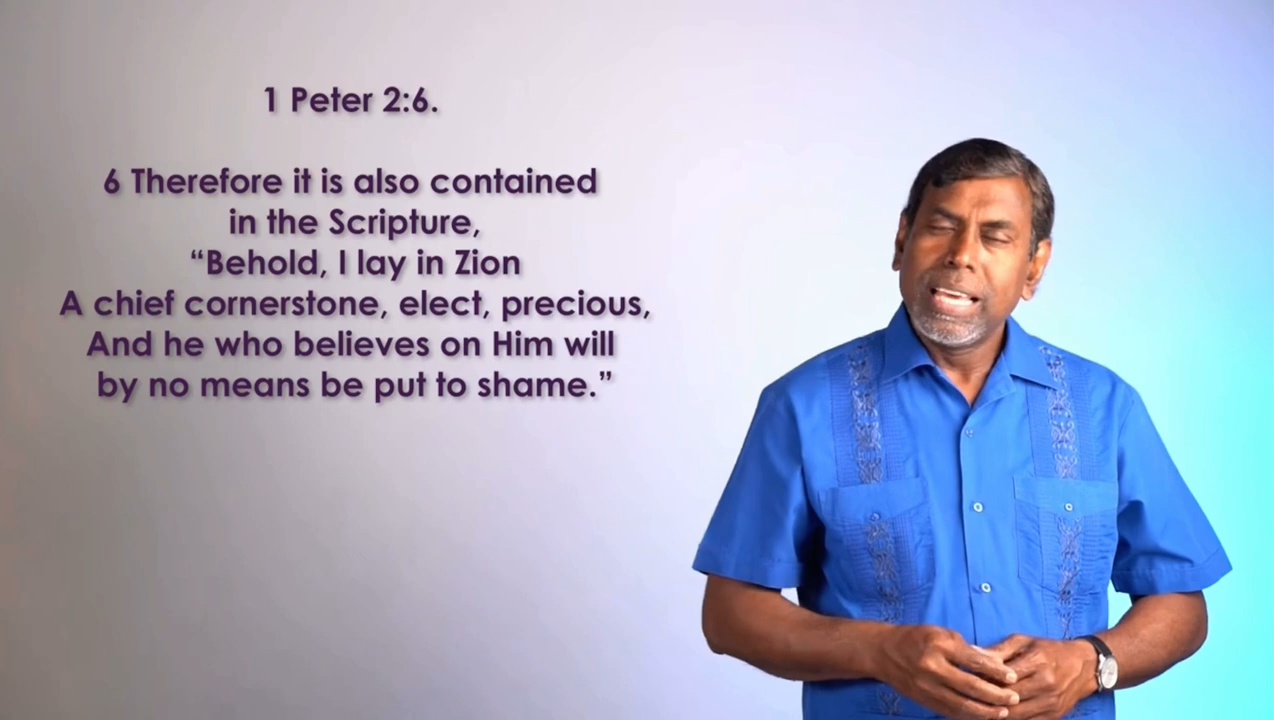 1 Peter 2:6.
6 Therefore it is also contained
in the Scripture,
“Behold, I lay in Zion
A chief cornerstone, elect, precious,
And he who believes on Him will
by no means be put to shame.”